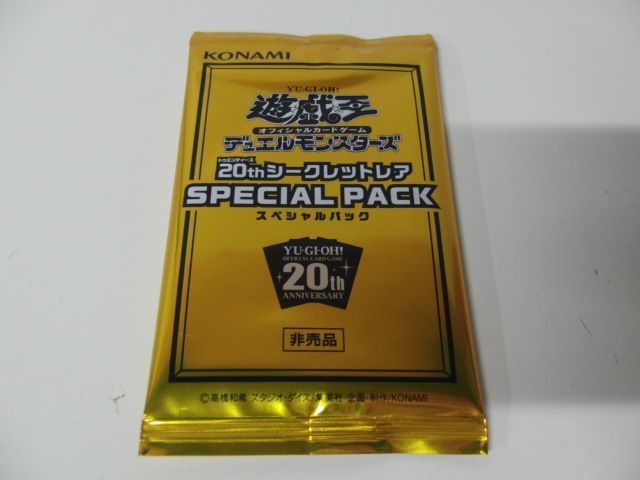 KONAMI
YU-GI-OH!
遊戯王
オフィシャルカードゲーム
デュエルモンスターズ
トゥエンティース
20thシークレットレア
SPECIAL PACK
スペシャルパック
YU-GI-OH!
OFFICIAL CARD GAME
20th
ANNIVERSARY
非売品
©高橋和希 スタジオ・ダイス/集英社 企画・制作/KONAMI